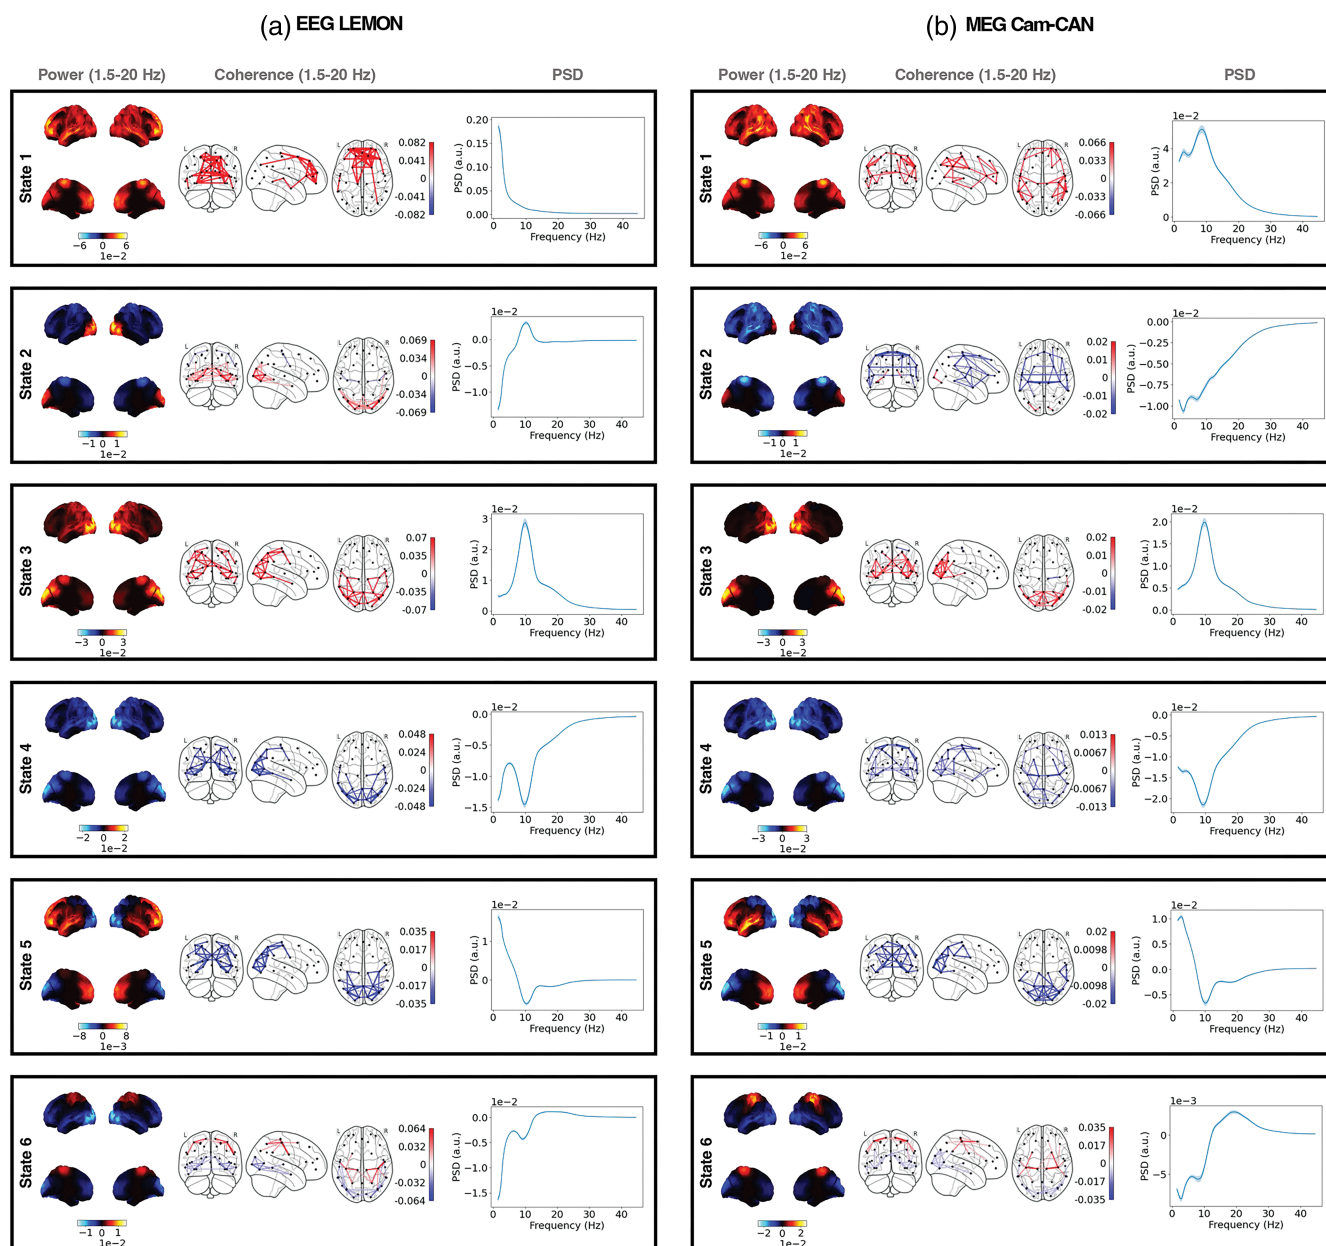 (a) EEG LEMON
(b) MEG Cam-CAN
Power (1.5-20 Hz) Coherence (1.5-20 Hz) PSD
Power (1.5-20 Hz) Coherence (1.5-20 Hz) PSD
State 1
−6 0 6
1e−2
L R
0.082
0.041
0
-0.041
-0.082
PSD (a.u.)
0.20
0.15
0.10
0.05
0.00
0 10 20 30 40
Frequency (Hz)
State 1
−6 0 6
1e−2
L R
0.066
0.033
0
-0.033
-0.066
1e−2
PSD (a.u.)
4
2
0
0 10 20 30 40
Frequency (Hz)
State 2
−1 0 1
1e−2
L R
0.069
0.034
0
-0.034
-0.069
1e−2
PSD (a.u.)
0.0
−0.5
−1.0
0 10 20 30 40
Frequency (Hz)
State 2
−1 0 1
1e−2
L R
0.02
0.01
0
-0.01
-0.02
1e−2
PSD (a.u.)
0.00
−0.25
−0.50
−0.75
−1.00
0 10 20 30 40
Frequency (Hz)
State 3
−3 0 3
1e−2
L R
0.07
0.035
0
-0.035
-0.07
1e−2
PSD (a.u.)
3
2
1
0
0 10 20 30 40
Frequency (Hz)
State 3
−3 0 3
1e−2
L R
0.02
0.01
0
-0.01
-0.02
1e−2
PSD (a.u.)
2.0
1.5
1.0
0.5
0.0
0 10 20 30 40
Frequency (Hz)
State 4
−2 0 2
1e−2
L R
0.048
0.024
0
-0.024
-0.048
1e−2
PSD (a.u.)
0.0
−0.5
−1.0
−1.5
0 10 20 30 40
Frequency (Hz)
State 4
−3 0 3
1e−2
L R
0.013
0.0067
0
-0.0067
-0.013
1e−2
PSD (a.u.)
0.0
−0.5
−1.0
−1.5
−2.0
0 10 20 30 40
Frequency (Hz)
State 5
−8 0 8
1e−3
L R
0.035
0.017
0
-0.017
-0.035
1e−2
PSD (a.u.)
1
0
0 10 20 30 40
Frequency (Hz)
State 5
−1 0 1
1e−2
L R
0.02
0.0098
0
-0.0098
-0.02
1e−2
PSD (a.u.)
1.0
0.5
0.0
−0.5
0 10 20 30 40
Frequency (Hz)
State 6
−1 0 1
1e−2
L R
0.064
0.032
0
-0.032
-0.064
1e−2
PSD (a.u.)
0.0
−0.5
−1.0
−1.5
0 10 20 30 40
Frequency (Hz)
State 6
−2 0 2
1e−2
L R
0.035
0.017
0
-0.017
-0.035
1e−3
PSD (a.u.)
0
−5
0 10 20 30 40
Frequency (Hz)